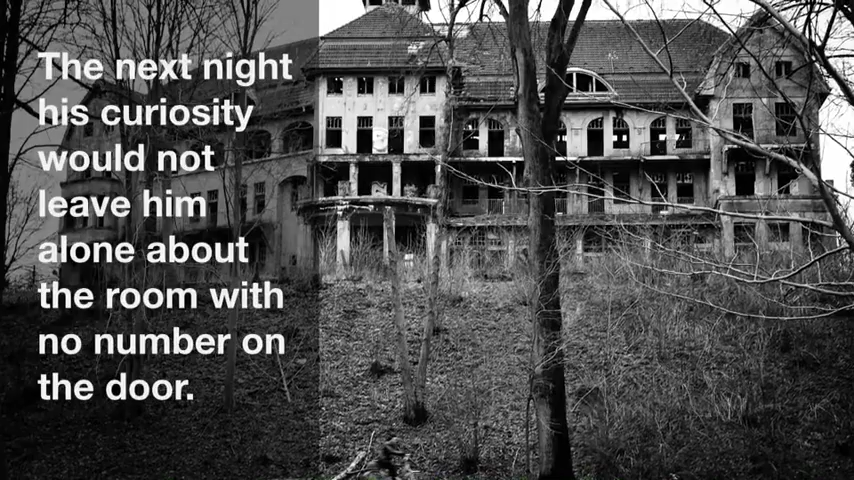 The next night
his curiosity
would not
leave him
alone about
the room with
no number on
the door.